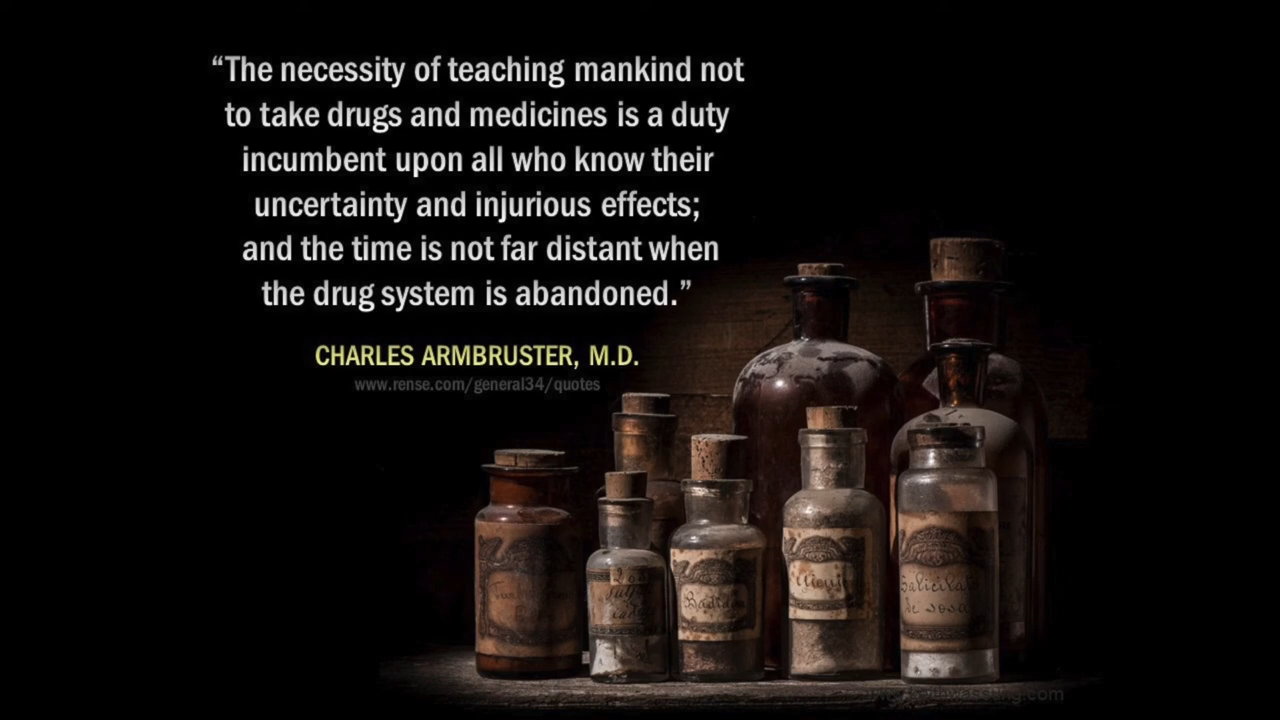 “The necessity of teaching mankind not
to take drugs and medicines is a duty
incumbent upon all who know their
uncertainty and injurious effects;
and the time is not far distant when
the drug system is abandoned.”
CHARLES ARMBRUSTER, M.D.
www.rense.com/general34/quotes